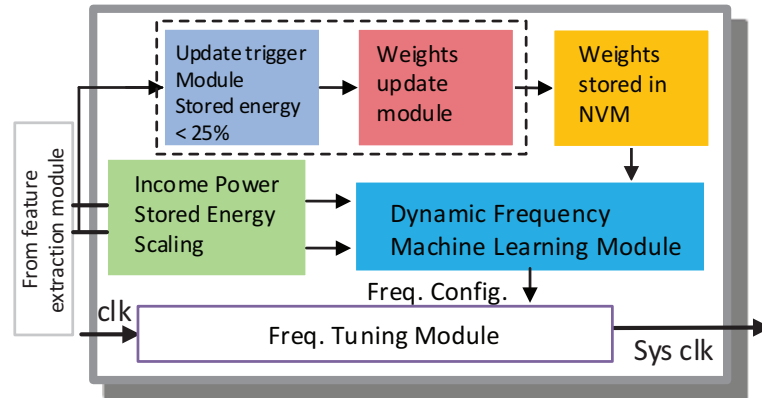 Update trigger
Module
Stored energy
< 25%
Weights
update
module
Weights
stored in
NVM
From feature
extraction module
Income Power
Stored Energy
Scaling
Dynamic Frequency
Machine Learning Module
Freq. Config.
clk
Freq. Tuning Module
Sys clk